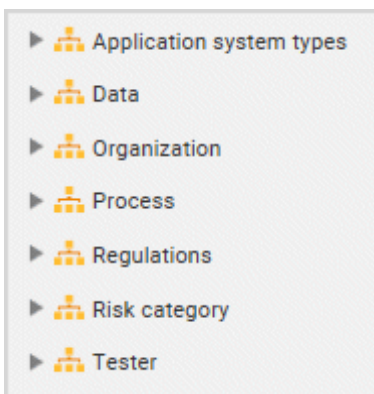 Application system types
Data
Organization
Process
Regulations
Risk category
Tester